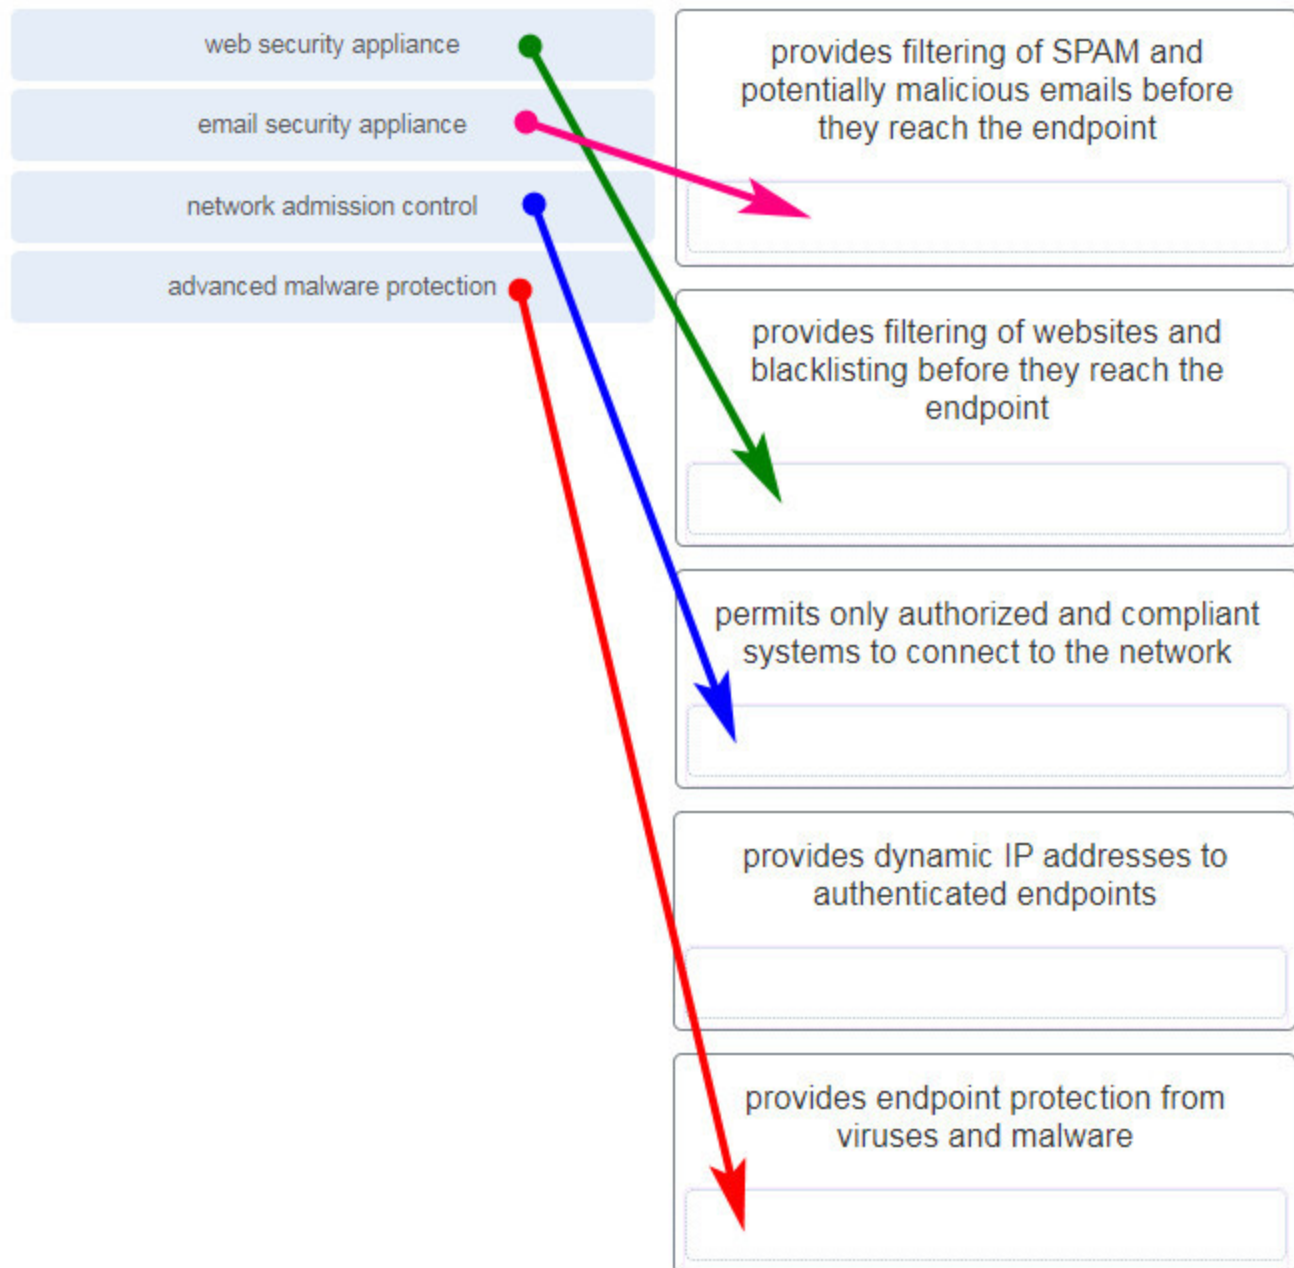 web security appliance
email security appliance
network admission control
advanced malware protection
provides filtering of SPAM and
potentially malicious emails before
they reach the endpoint
provides filtering of websites and
blacklisting before they reach the
endpoint
permits only authorized and compliant
systems to connect to the network
provides dynamic IP addresses to
authenticated endpoints
provides endpoint protection from
viruses and malware